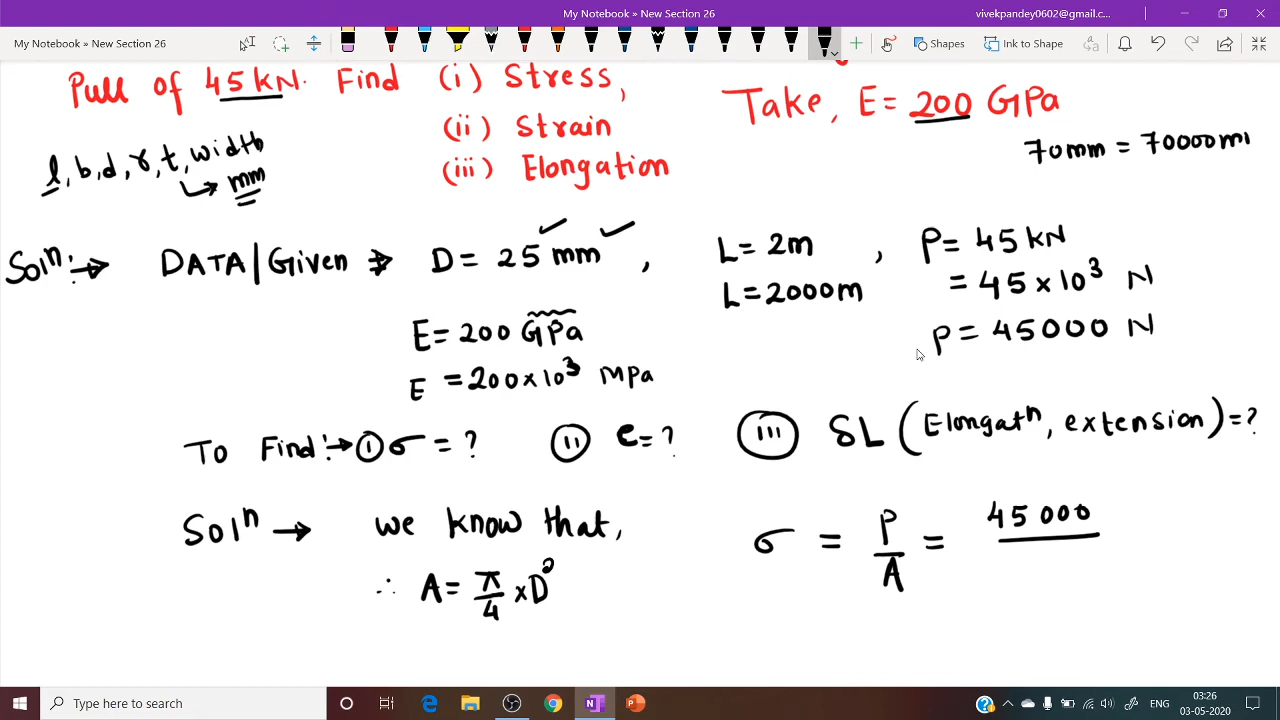 My Notebook » New Section 26
vivekpandey0602@gmail.c...
My Notebook » New Section 26
Shapes
Ink to Shape
Pull of 45 kN. Find (i) Stress,
(ii) Strain
(iii) Elongation
Take, E = 200 GPa
70mm = 70000m
l, b, d, r, t, width
↳ mm
Solⁿ: → DATA|Given → D = 25 mm, L = 2m, P = 45 kN
L = 2000m
= 45 × 10³ N
E = 200 GPa
P = 45000 N
E = 200×10³ MPa
To Find: → (i) σ = ? (ii) e = ? (iii) δL (Elongatⁿ, extension) = ?
Solⁿ → we know that,
σ = P/A = 45000
∴ A = π/4 × D²
Type here to search
ENG
03:26
03-05-2020